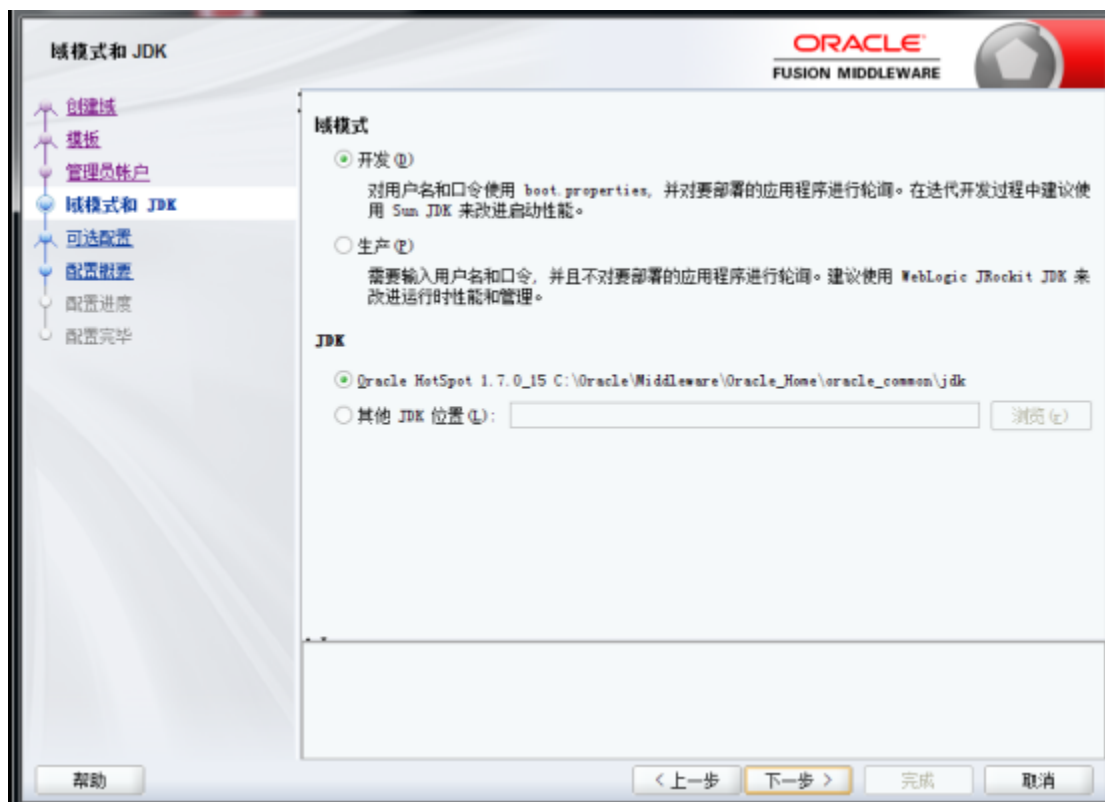 域模式和 JDK
ORACLE
FUSION MIDDLEWARE
创建域
模板
管理员帐户
域模式和 JDK
可选配置
配置概要
配置进度
配置完毕
域模式
开发(D)
对用户名和口令使用 boot.properties, 并对要部署的应用程序进行轮询。在迭代开发过程中建议使
用 Sun JDK 来改进启动性能。
生产(P)
需要输入用户名和口令, 并且不对要部署的应用程序进行轮询。建议使用 WebLogic JRockit JDK 来
改进运行时性能和管理。
JDK
Oracle HotSpot 1.7.0_15 C:\Oracle\Middleware\Oracle_Home\oracle_common\jdk
其他 JDK 位置(L):
浏览(r)
帮助
< 上一步
下一步 >
完成
取消